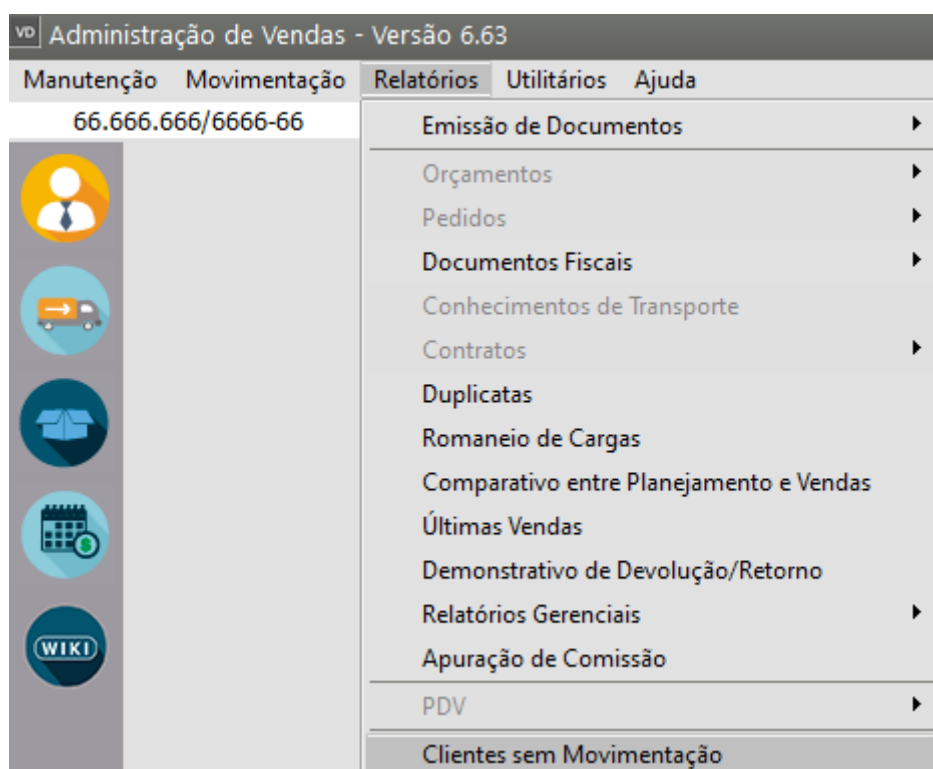 VD Administração de Vendas - Versão 6.63
Manutenção Movimentação Relatórios Utilitários Ajuda
66.666.666/6666-66
Emissão de Documentos
Orçamentos
Pedidos
Documentos Fiscais
Conhecimentos de Transporte
Contratos
Duplicatas
Romaneio de Cargas
Comparativo entre Planejamento e Vendas
Últimas Vendas
Demonstrativo de Devolução/Retorno
Relatórios Gerenciais
WIKI
Apuração de Comissão
PDV
Clientes sem Movimentação